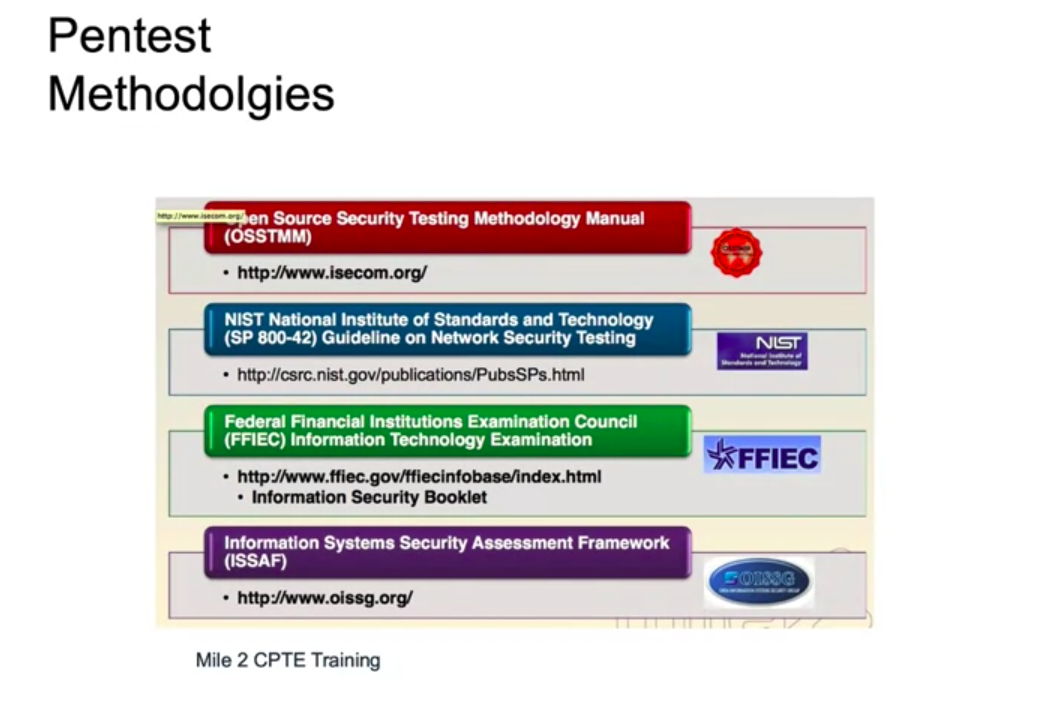 Pentest
Methodolgies
http://www.isecom.org/
pen Source Security Testing Methodology Manual
(OSSTMM)
• http://www.isecom.org/
NIST National Institute of Standards and Technology
(SP 800-42) Guideline on Network Security Testing
NIST
National Institute of
Standards and Technology
• http://csrc.nist.gov/publications/PubsSPs.html
Federal Financial Institutions Examination Council
(FFIEC) Information Technology Examination
FFIEC
• http://www.ffiec.gov/ffiecinfobase/index.html
• Information Security Booklet
Information Systems Security Assessment Framework
(ISSAF)
OISSG
• http://www.oissg.org/
Mile 2 CPTE Training